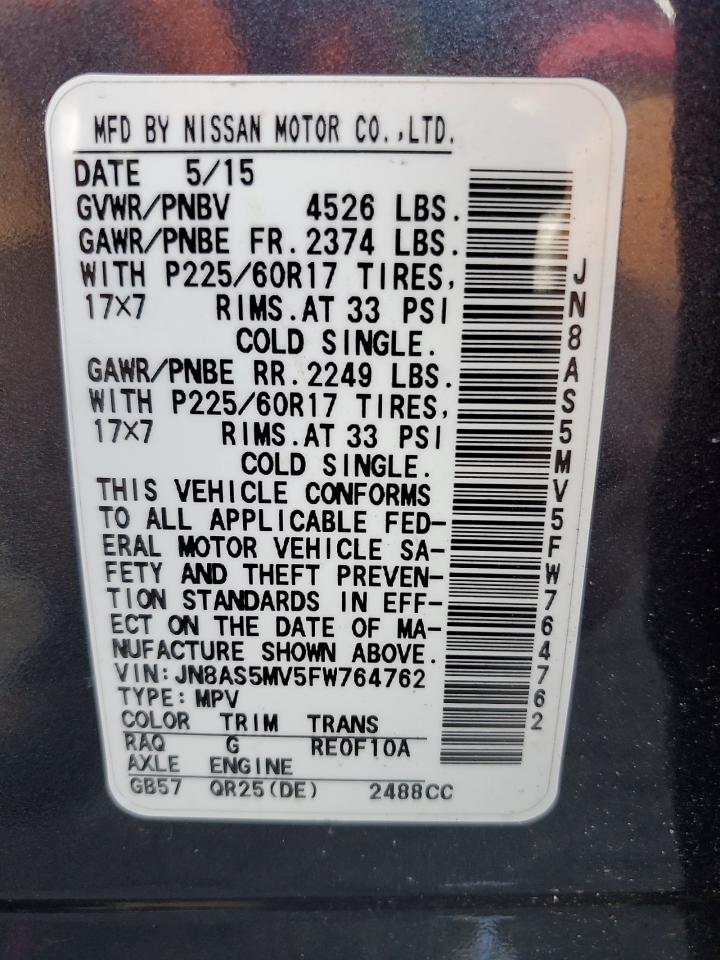 MFD BY NISSAN MOTOR CO.,LTD.
DATE 5/15
GVWR/PNBV 4526 LBS.
GAWR/PNBE FR.2374 LBS.
WITH P225/60R17 TIRES,
17X7 RIMS.AT 33 PSI
COLD SINGLE.
GAWR/PNBE RR.2249 LBS.
WITH P225/60R17 TIRES,
17X7 RIMS.AT 33 PSI
COLD SINGLE.
THIS VEHICLE CONFORMS
TO ALL APPLICABLE FED-
ERAL MOTOR VEHICLE SA-
FETY AND THEFT PREVEN-
TION STANDARDS IN EFF-
ECT ON THE DATE OF MA-
NUFACTURE SHOWN ABOVE.
VIN:JN8AS5MV5FW764762
TYPE:MPV
COLOR TRIM TRANS
RAQ G RE0F10A
AXLE ENGINE
GB57 QR25(DE) 2488CC
JN8AS5MV5FW764762